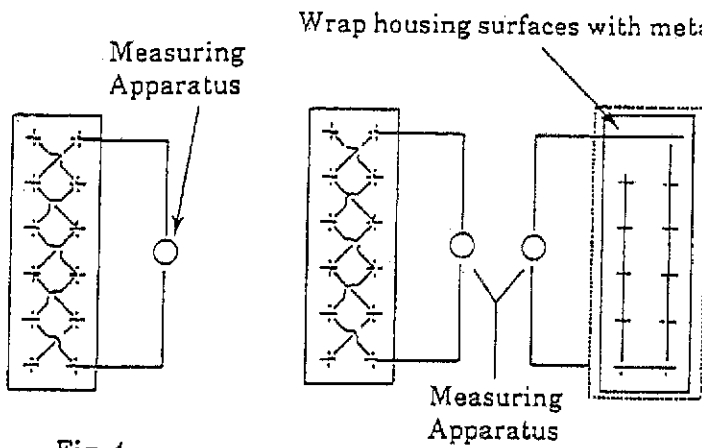 Wrap housing surfaces with meta
Measuring
Apparatus
Measuring
Apparatus